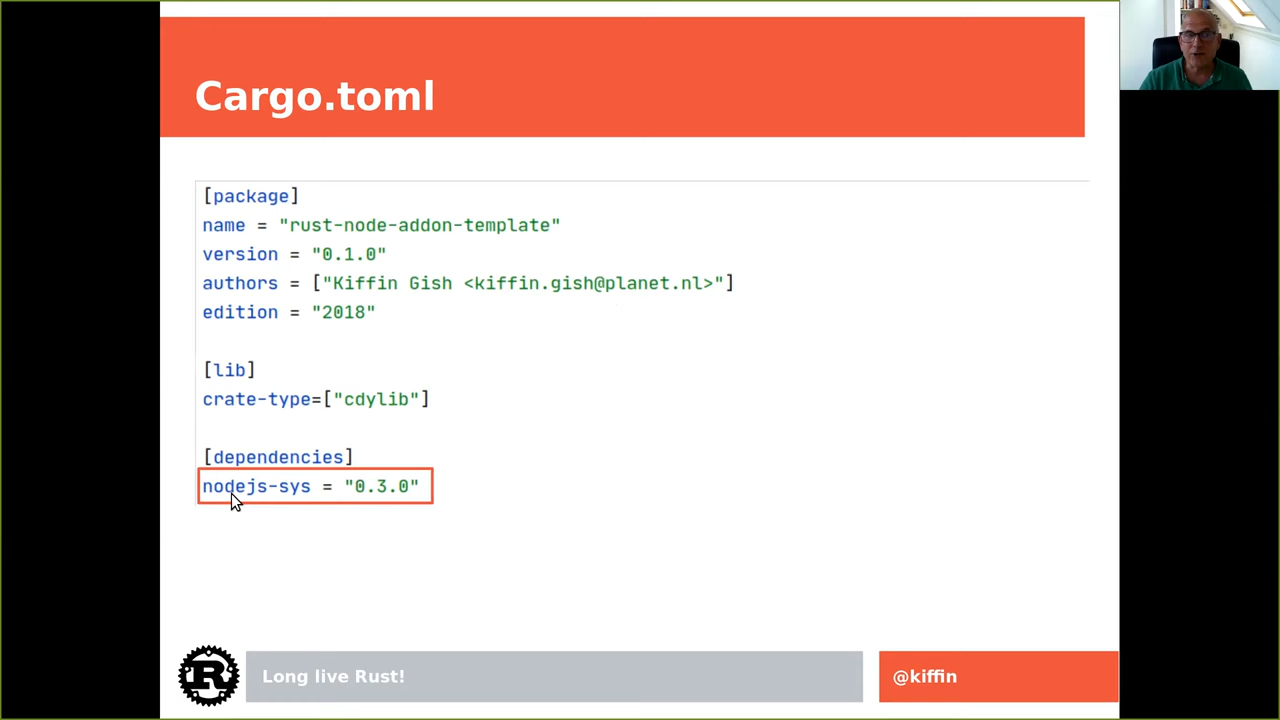 Cargo.toml
[package]
name = "rust-node-addon-template"
version = "0.1.0"
authors = ["Kiffin Gish <kiffin.gish@planet.nl>"]
edition = "2018"
[lib]
crate-type=["cdylib"]
[dependencies]
nodejs-sys = "0.3.0"
R
Long live Rust!
@kiffin